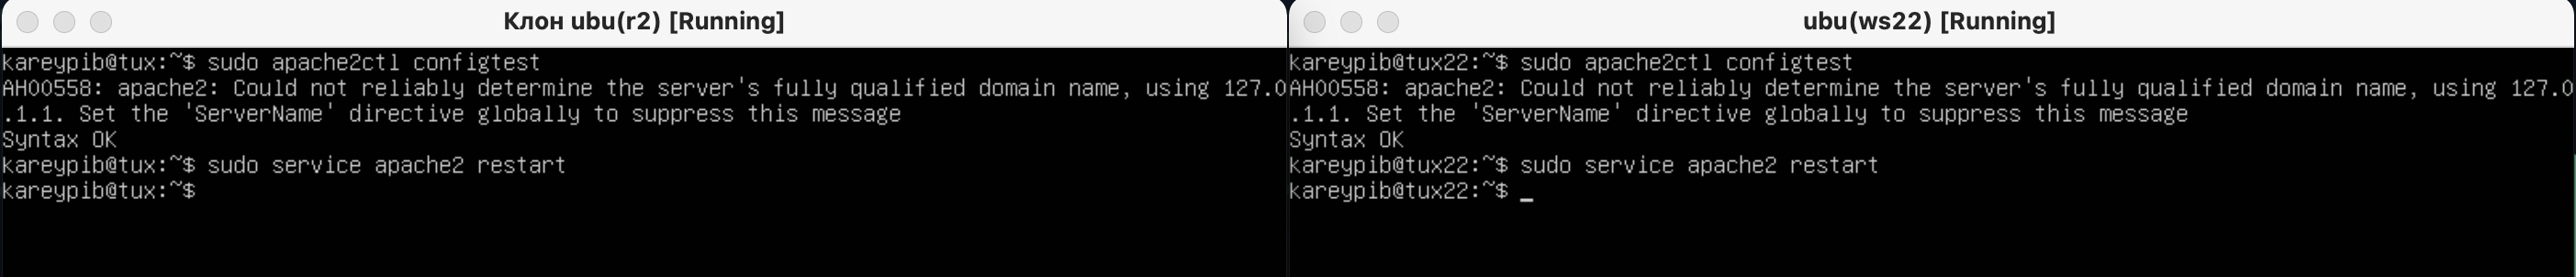 Клон ubu(r2) [Running]
kareypib@tux:~$ sudo apache2ctl configtest
AH00558: apache2: Could not reliably determine the server's fully qualified domain name, using 127.0
.1.1. Set the 'ServerName' directive globally to suppress this message
Syntax OK
kareypib@tux:~$ sudo service apache2 restart
kareypib@tux:~$
ubu(ws22) [Running]
kareypib@tux22:~$ sudo apache2ctl configtest
AH00558: apache2: Could not reliably determine the server's fully qualified domain name, using 127.0
.1.1. Set the 'ServerName' directive globally to suppress this message
Syntax OK
kareypib@tux22:~$ sudo service apache2 restart
kareypib@tux22:~$ _